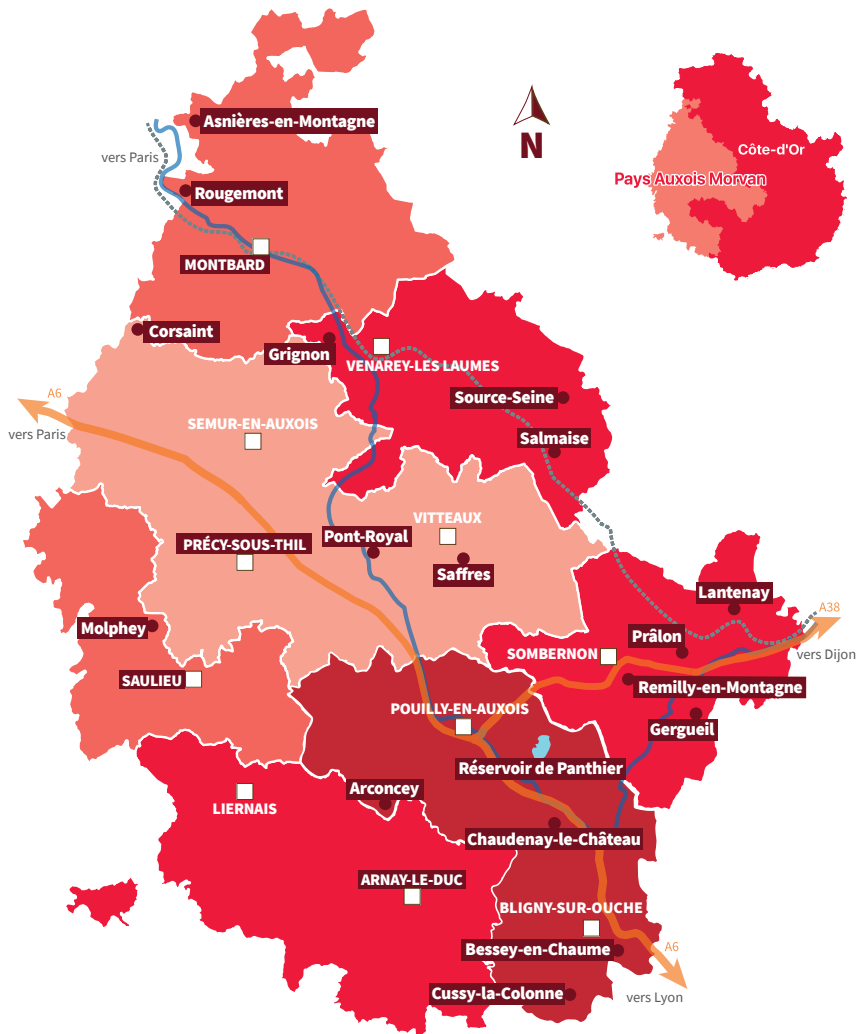 Asnières-en-Montagne
N
Côte-d'Or
vers Paris
Pays Auxois Morvan
Rougemont
MONTBARD
Corsaint
Grignon
VENAREY-LES LAUMES
A6
Source-Seine
SEMUR-EN-AUXOIS
vers Paris
Salmaise
VITTEAUX
Pont-Royal
PRÉCY-SOUS-THIL
Saffres
Lantenay
A38
Molphey
Prâlon
SOMBERNON
vers Dijon
SAULIEU
Remilly-en-Montagne
POUILLY-EN-AUXOIS
Gergueil
Réservoir de Panthier
Arconcey
LIERNAIS
Chaudenay-le-Château
ARNAY-LE-DUC
BLIGNY-SUR-OUCHE
Bessey-en-Chaume
A6
Cussy-la-Colonne
vers Lyon